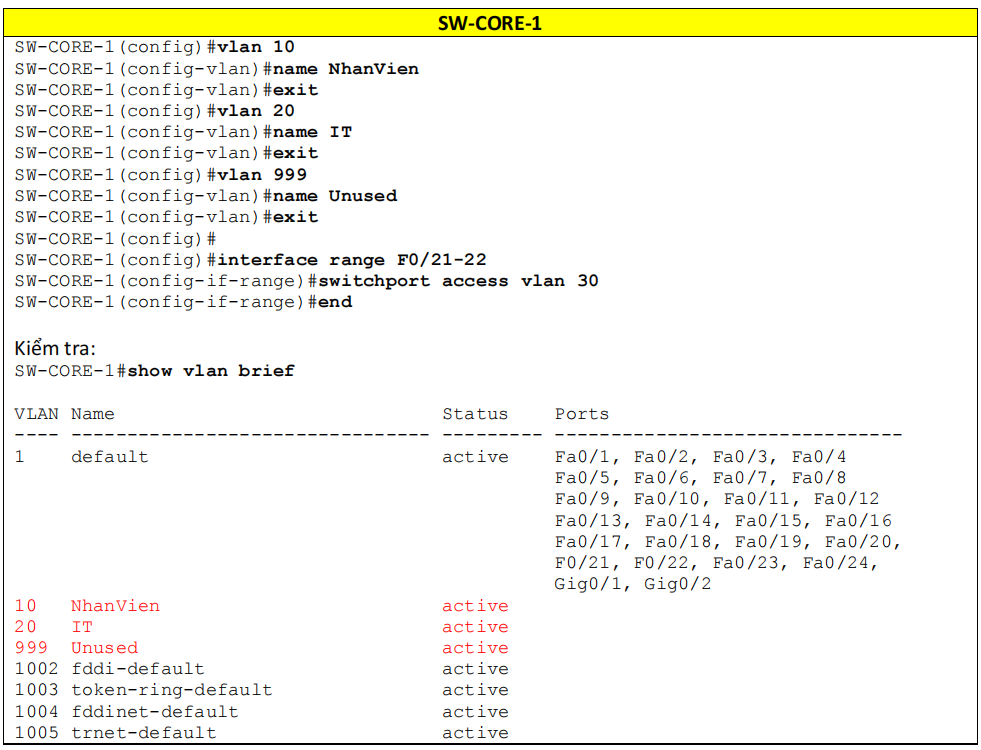 SW-CORE-1
SW-CORE-1(config)#vlan 10
SW-CORE-1(config-vlan)#name NhanVien
SW-CORE-1(config-vlan)#exit
SW-CORE-1(config)#vlan 20
SW-CORE-1(config-vlan)#name IT
SW-CORE-1(config-vlan)#exit
SW-CORE-1(config)#vlan 999
SW-CORE-1(config-vlan)#name Unused
SW-CORE-1(config-vlan)#exit
SW-CORE-1(config)#
SW-CORE-1(config)#interface range F0/21-22
SW-CORE-1(config-if-range)#switchport access vlan 30
SW-CORE-1(config-if-range)#end
Kiểm tra:
SW-CORE-1#show vlan brief
VLAN Name Status Ports
---- -------------------------------- --------- -------------------------------
1 default active Fa0/1, Fa0/2, Fa0/3, Fa0/4
Fa0/5, Fa0/6, Fa0/7, Fa0/8
Fa0/9, Fa0/10, Fa0/11, Fa0/12
Fa0/13, Fa0/14, Fa0/15, Fa0/16
Fa0/17, Fa0/18, Fa0/19, Fa0/20,
F0/21, F0/22, Fa0/23, Fa0/24,
Gig0/1, Gig0/2
10 NhanVien active
20 IT active
999 Unused active
1002 fddi-default active
1003 token-ring-default active
1004 fddinet-default active
1005 trnet-default active